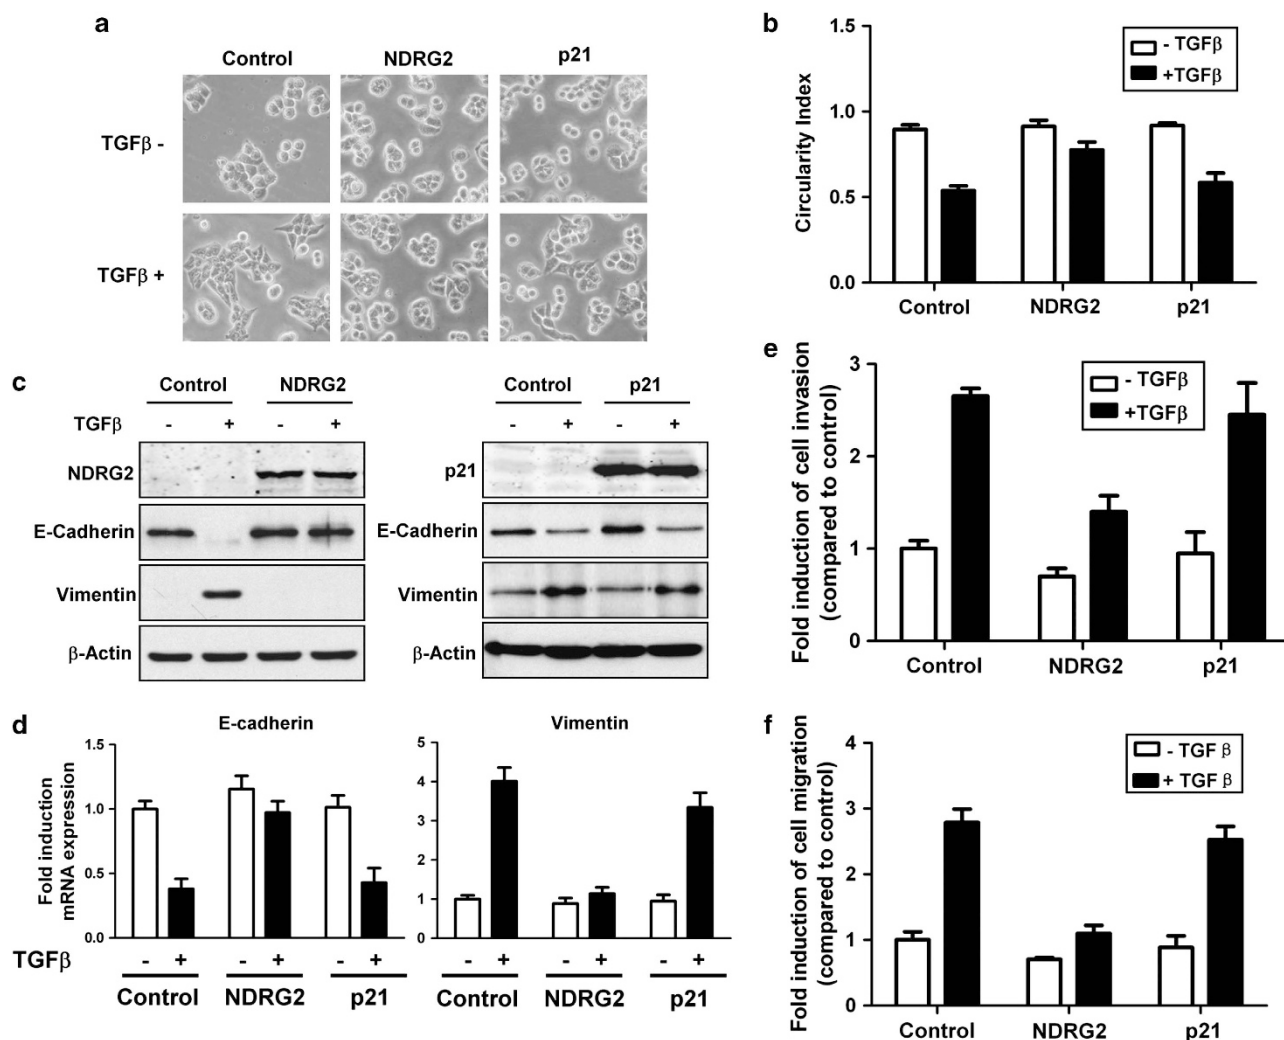 a
Control NDRG2 p21
TGFβ -
TGFβ +
b
Circularity Index
1.5
1.0
0.5
0.0
- TGFβ
+TGFβ
Control NDRG2 p21
c
Control NDRG2
TGFβ - + - +
NDRG2
E-Cadherin
Vimentin
β-Actin
Control p21
- + - +
p21
E-Cadherin
Vimentin
β-Actin
d
E-cadherin
Fold induction
mRNA expression
1.5
1.0
0.5
0.0
Vimentin
5
4
3
2
1
0
TGFβ - + - + - + - + - + - +
Control NDRG2 p21 Control NDRG2 p21
e
Fold induction of cell invasion
(compared to control)
3
2
1
0
- TGFβ
+TGFβ
Control NDRG2 p21
f
Fold induction of cell migration
(compared to control)
4
3
2
1
0
- TGF β
+ TGF β
Control NDRG2 p21